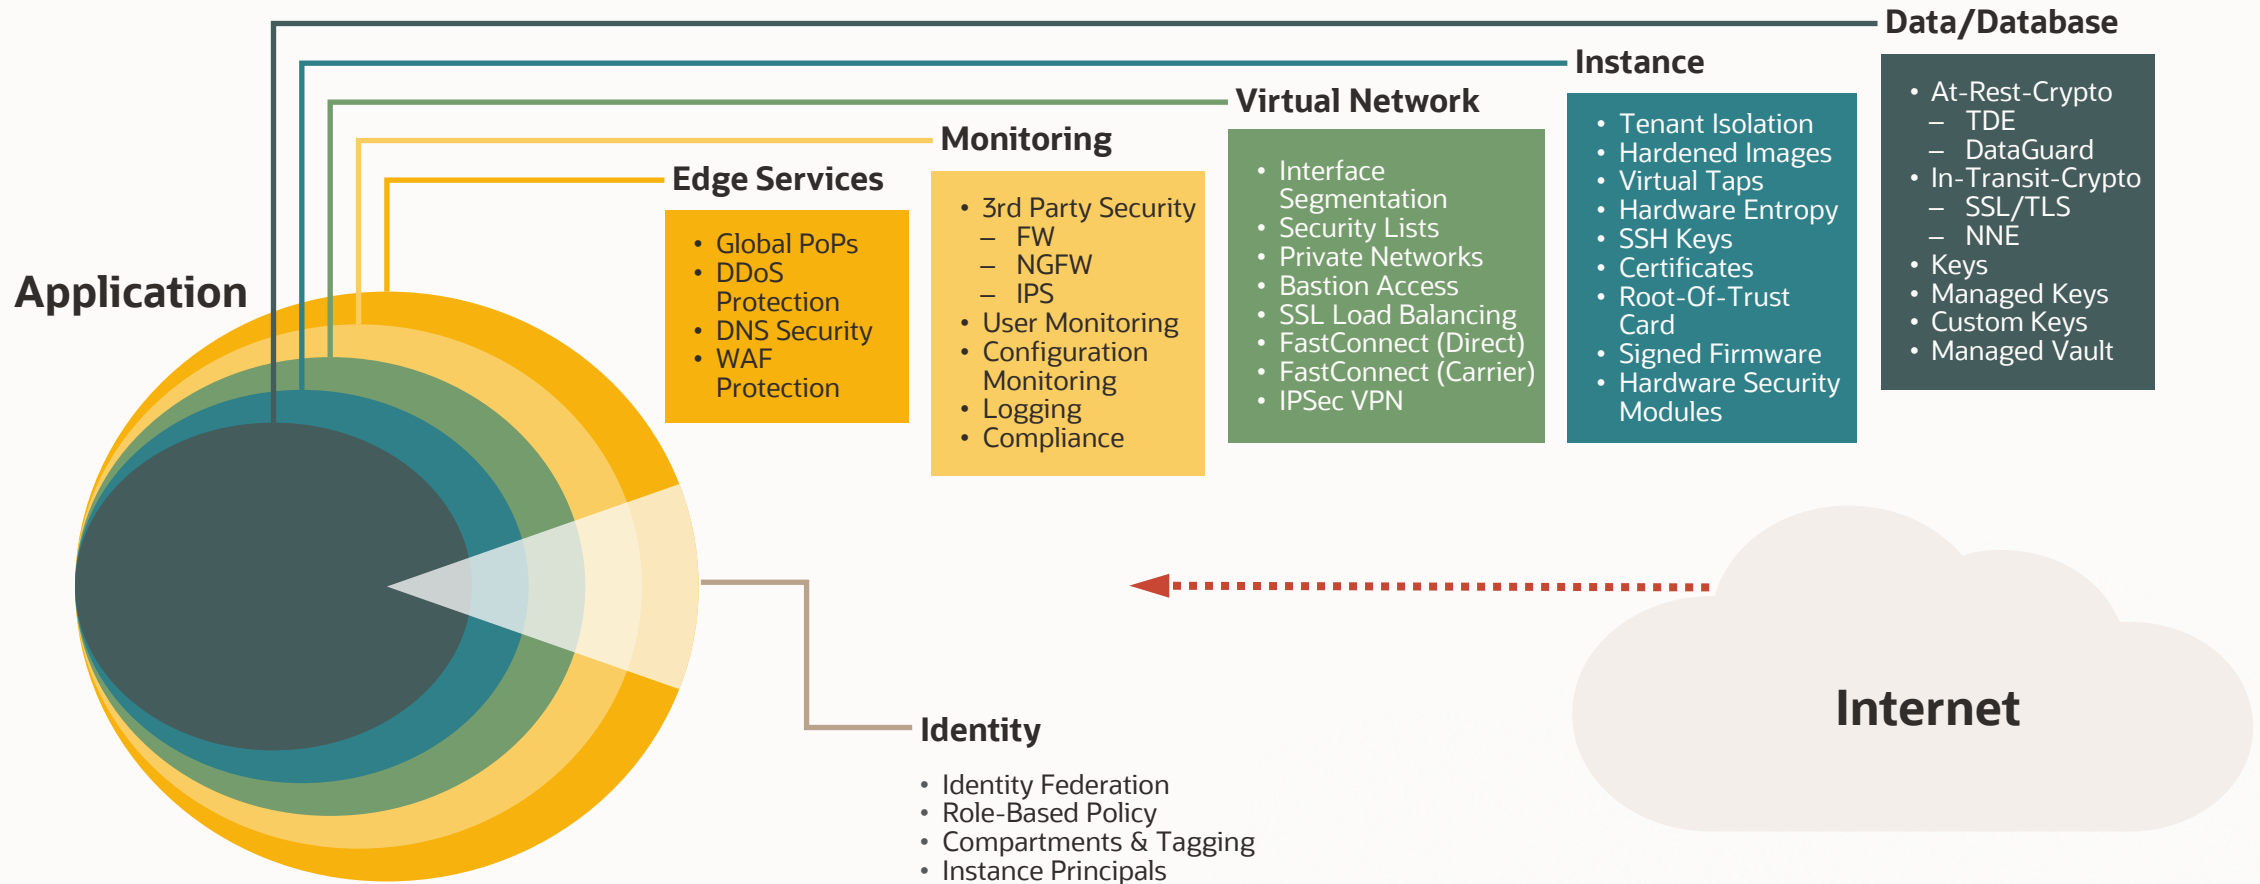 Application
Edge Services
• Global PoPs
• DDoS
Protection
• DNS Security
• WAF
Protection
Monitoring
• 3rd Party Security
– FW
– NGFW
– IPS
• User Monitoring
• Configuration
Monitoring
• Logging
• Compliance
Virtual Network
• Interface
Segmentation
• Security Lists
• Private Networks
• Bastion Access
• SSL Load Balancing
• FastConnect (Direct)
• FastConnect (Carrier)
• IPSec VPN
Instance
• Tenant Isolation
• Hardened Images
• Virtual Taps
• Hardware Entropy
• SSH Keys
• Certificates
• Root-Of-Trust
Card
• Signed Firmware
• Hardware Security
Modules
Data/Database
• At-Rest-Crypto
– TDE
– DataGuard
• In-Transit-Crypto
– SSL/TLS
– NNE
• Keys
• Managed Keys
• Custom Keys
• Managed Vault
Identity
• Identity Federation
• Role-Based Policy
• Compartments & Tagging
• Instance Principals
Internet